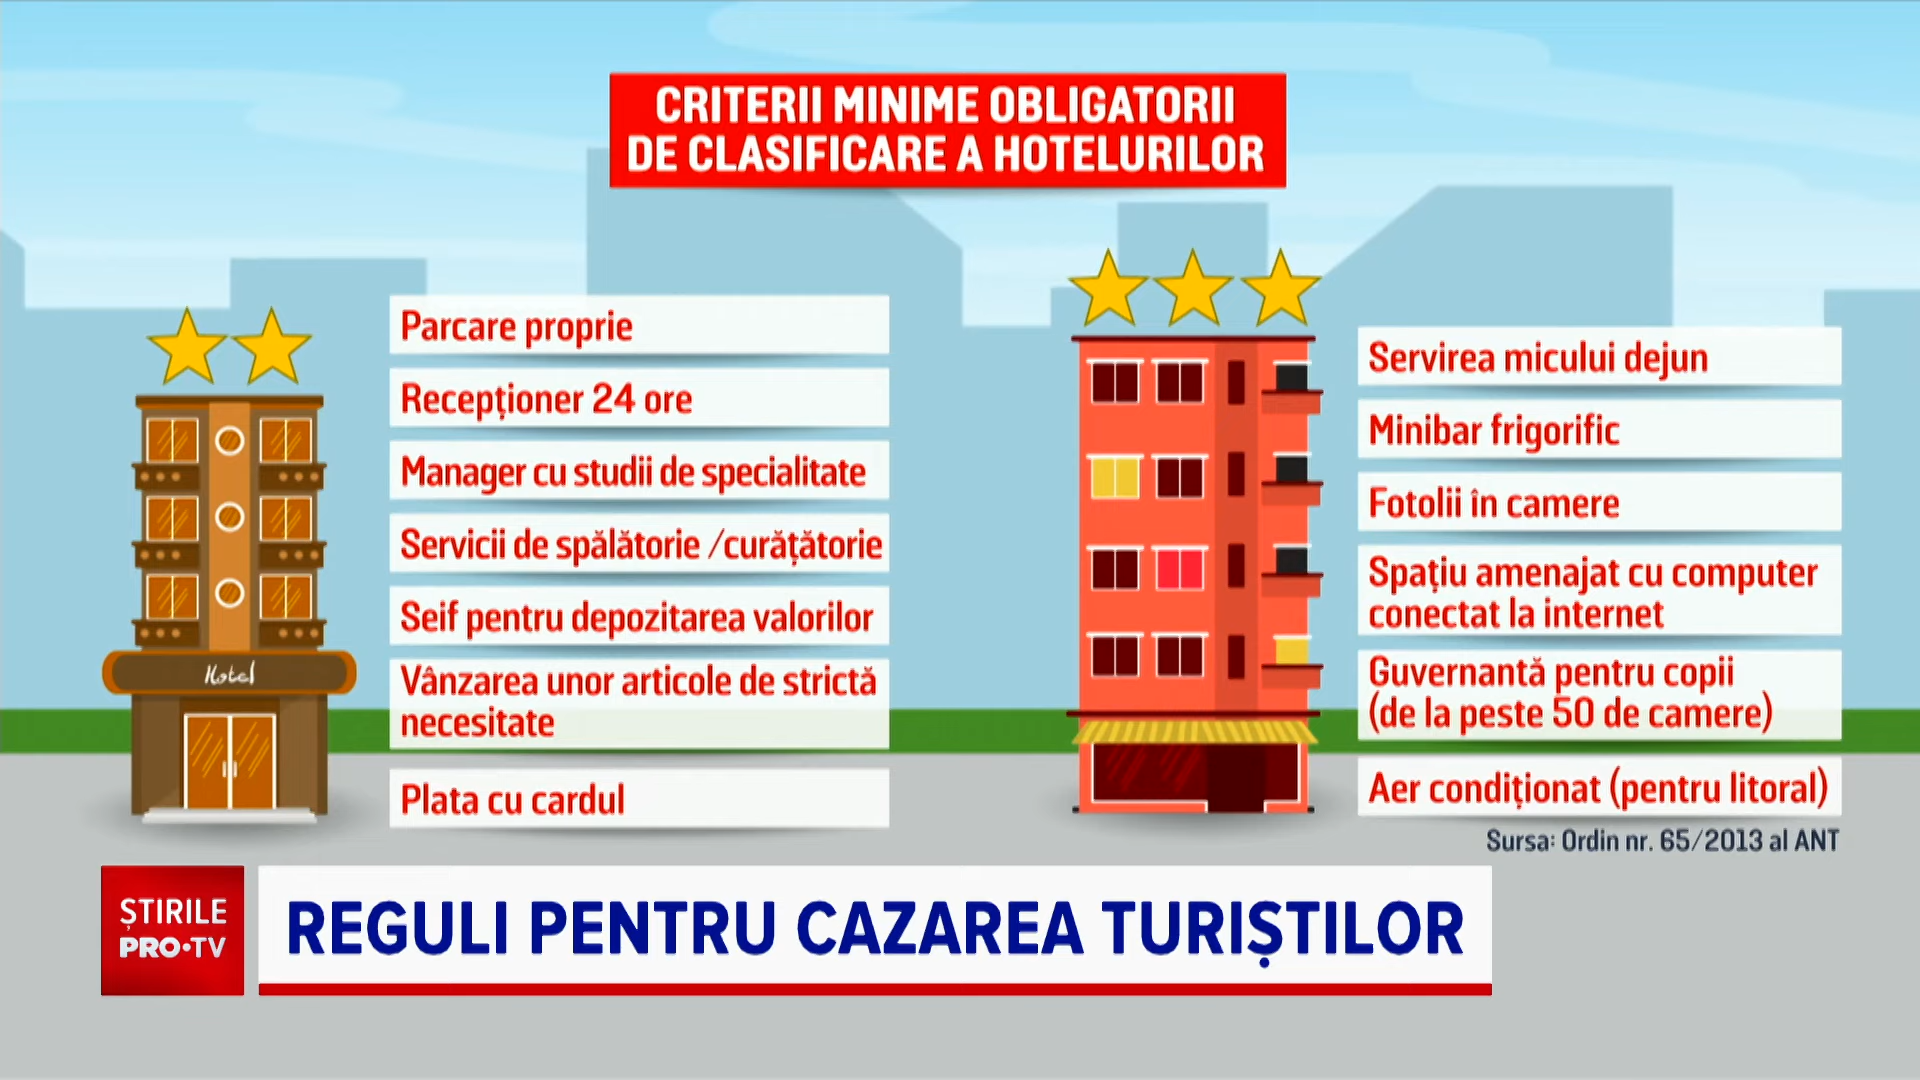 CRITERII MINIME OBLIGATORII
DE CLASIFICARE A HOTELURILOR
Parcare proprie
Recepționer 24 ore
Manager cu studii de specialitate
Servicii de spălătorie /curățătorie
Seif pentru depozitarea valorilor
Vânzarea unor articole de strictă
necesitate
Plata cu cardul
Hotel
Servirea micului dejun
Minibar frigorific
Fotolii în camere
Spațiu amenajat cu computer
conectat la internet
Guvernantă pentru copii
(de la peste 50 de camere)
Aer condiționat (pentru litoral)
Sursa: Ordin nr. 65/2013 al ANT
ȘTIRILE
PRO•TV
REGULI PENTRU CAZAREA TURIȘTILOR